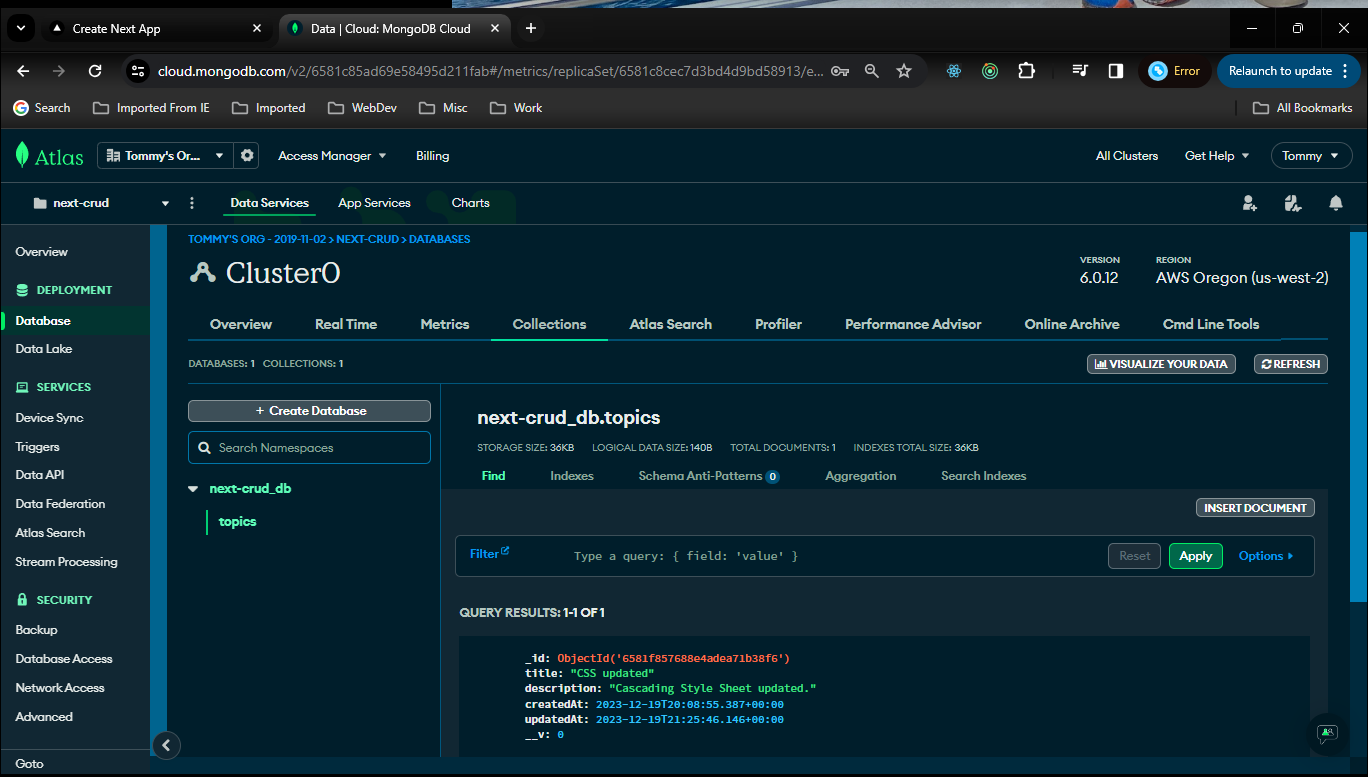 Create Next App
Data | Cloud: MongoDB Cloud
cloud.mongodb.com/v2/6581c85ad69e58495d211fab#/metrics/replicaSet/6581c8cec7d3bd4d9bd58913/e...
Error
Relaunch to update
Search
Imported From IE
Imported
WebDev
Misc
Work
All Bookmarks
Atlas
Tommy's Or...
Access Manager
Billing
All Clusters
Get Help
Tommy
next-crud
Data Services
App Services
Charts
Overview
DEPLOYMENT
Database
Data Lake
SERVICES
Device Sync
Triggers
Data API
Data Federation
Atlas Search
Stream Processing
SECURITY
Backup
Database Access
Network Access
Advanced
Goto
TOMMY'S ORG - 2019-11-02 > NEXT-CRUD > DATABASES
Cluster0
VERSION
6.0.12
REGION
AWS Oregon (us-west-2)
Overview
Real Time
Metrics
Collections
Atlas Search
Profiler
Performance Advisor
Online Archive
Cmd Line Tools
DATABASES: 1 COLLECTIONS: 1
VISUALIZE YOUR DATA
REFRESH
+ Create Database
Search Namespaces
next-crud_db
topics
next-crud_db.topics
STORAGE SIZE: 36KB LOGICAL DATA SIZE: 140B TOTAL DOCUMENTS: 1 INDEXES TOTAL SIZE: 36KB
Find
Indexes
Schema Anti-Patterns 0
Aggregation
Search Indexes
INSERT DOCUMENT
Filter
Type a query: { field: 'value' }
Reset
Apply
Options
QUERY RESULTS: 1-1 OF 1
_id: ObjectId('6581f857688e4adea71b38f6')
title: "CSS updated"
description: "Cascading Style Sheet updated."
createdAt: 2023-12-19T20:08:55.387+00:00
updatedAt: 2023-12-19T21:25:46.146+00:00
__v: 0